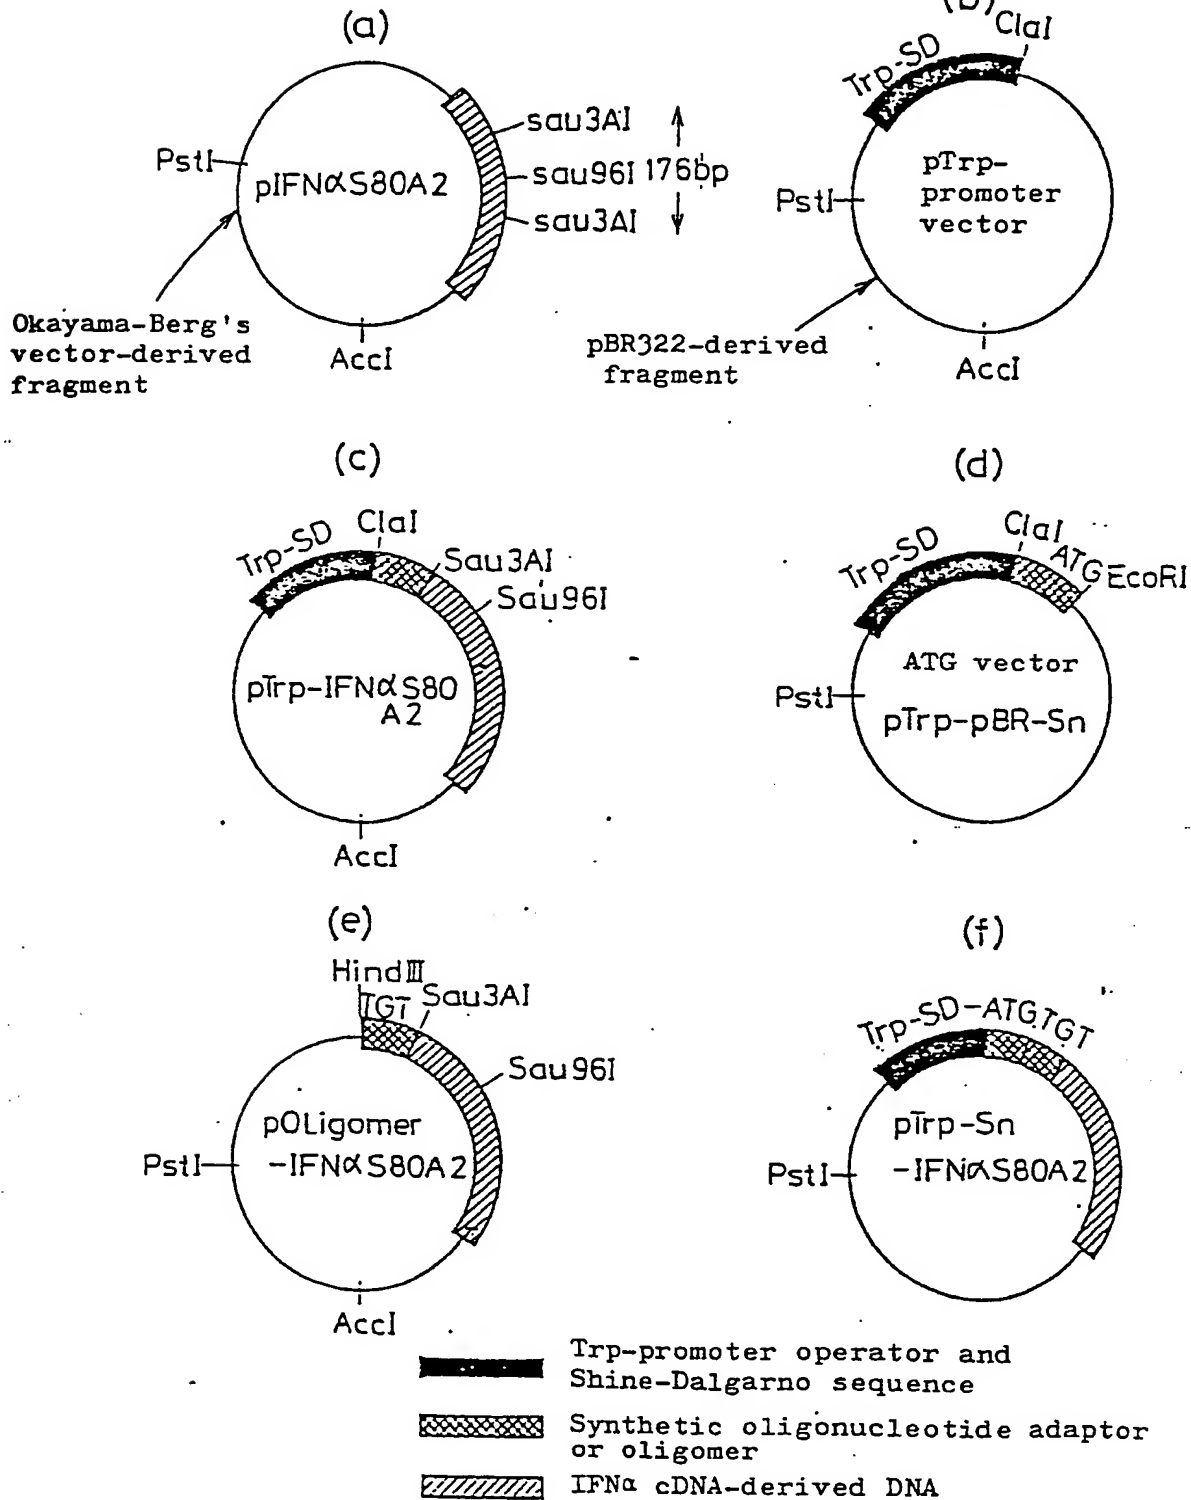 (a)
PstI
pIFNαS80A2
sau3AI
sau96I 176bp
sau3AI
Okayama-Berg's
vector-derived
fragment
AccI
(b)
ClaI
Trp-SD
pTrp-
promoter
vector
PstI
pBR322-derived
fragment
AccI
(c)
Trp-SD
ClaI
Sau3AI
Sau96I
pTrp-IFNαS80
A2
AccI
(d)
Trp-SD
ClaI
ATG
EcoRI
ATG vector
PstI
pTrp-pBR-Sn
(e)
HindⅢ
TGT
Sau3AI
Sau96I
pOLigomer
-IFNαS80A2
PstI
AccI
(f)
Trp-SD-ATGTGT
pTrp-Sn
-IFNαS80A2
PstI
Trp-promoter operator and
Shine-Dalgarno sequence
Synthetic oligonucleotide adaptor
or oligomer
IFNα cDNA-derived DNA